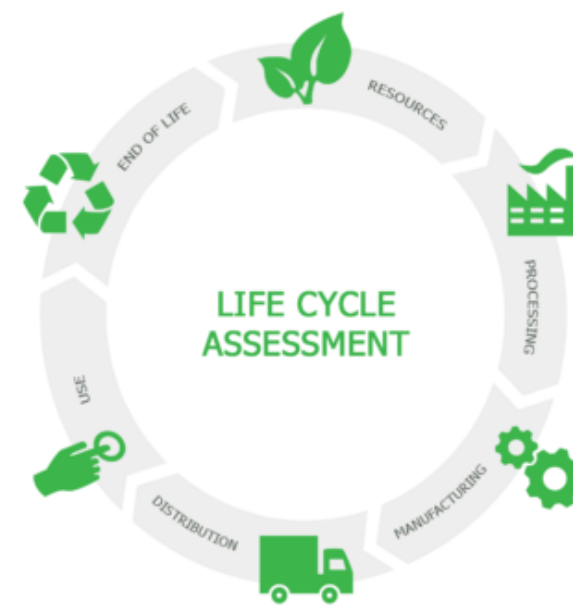 LIFE CYCLE
ASSESSMENT
RESOURCES
PROCESSING
MANUFACTURING
DISTRIBUTION
USE
END OF LIFE